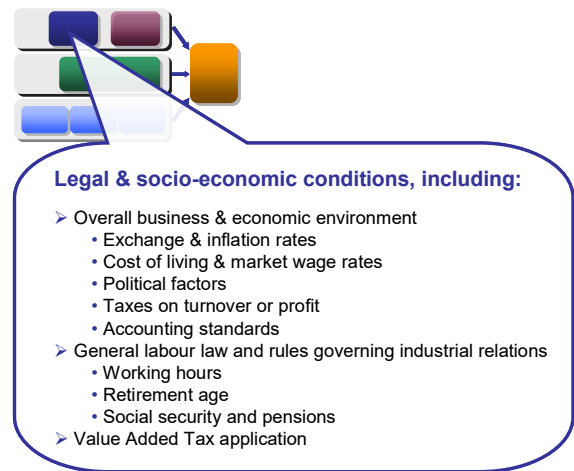 Legal & socio-economic conditions, including:
➢ Overall business & economic environment
• Exchange & inflation rates
• Cost of living & market wage rates
• Political factors
• Taxes on turnover or profit
• Accounting standards
➢ General labour law and rules governing industrial relations
• Working hours
• Retirement age
• Social security and pensions
➢ Value Added Tax application